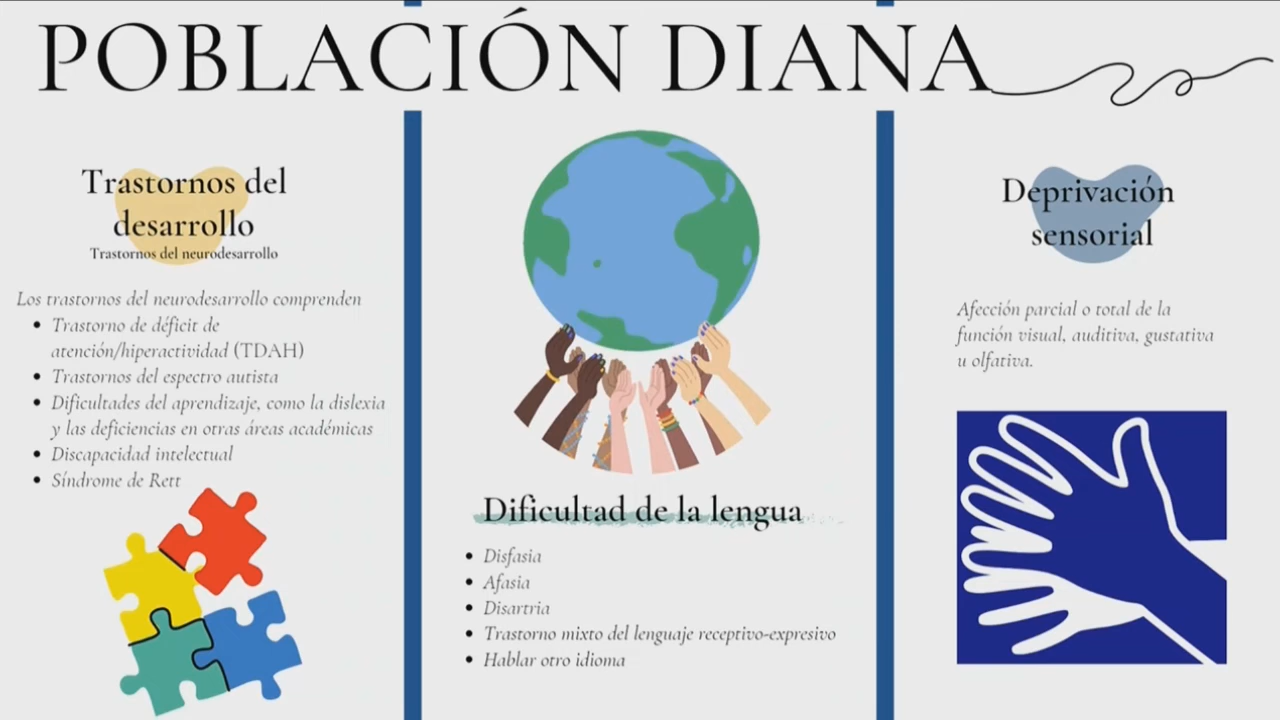 POBLACIÓN DIANA
Trastornos del
desarrollo
Trastornos del neurodesarrollo
Los trastornos del neurodesarrollo comprenden
• Trastorno de déficit de
atención/hiperactividad (TDAH)
• Trastornos del espectro autista
• Dificultades del aprendizaje, como la dislexia
y las deficiencias en otras áreas académicas
• Discapacidad intelectual
• Síndrome de Rett
Dificultad de la lengua
• Disfasia
• Afasia
• Disartria
• Trastorno mixto del lenguaje receptivo-expresivo
• Hablar otro idioma
Deprivación
sensorial
Afección parcial o total de la
función visual, auditiva, gustativa
u olfativa.